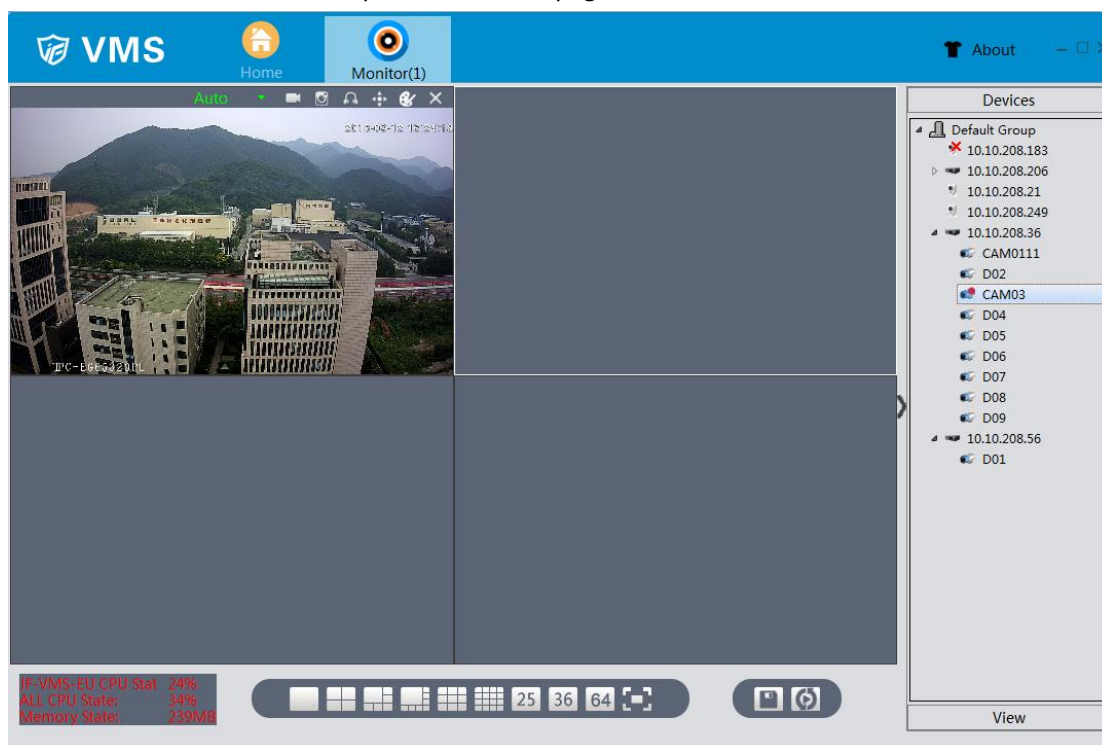 VMS
Home
Monitor(1)
About
Auto
Devices
Default Group
10.10.208.183
10.10.208.206
10.10.208.21
10.10.208.249
10.10.208.36
CAM0111
D02
CAM03
D04
D05
D06
D07
D08
D09
10.10.208.56
D01
JF-VMS-EU CPU Stat 24%
ALL CPU State: 34%
Memory State: 239MB
25 36 64
View